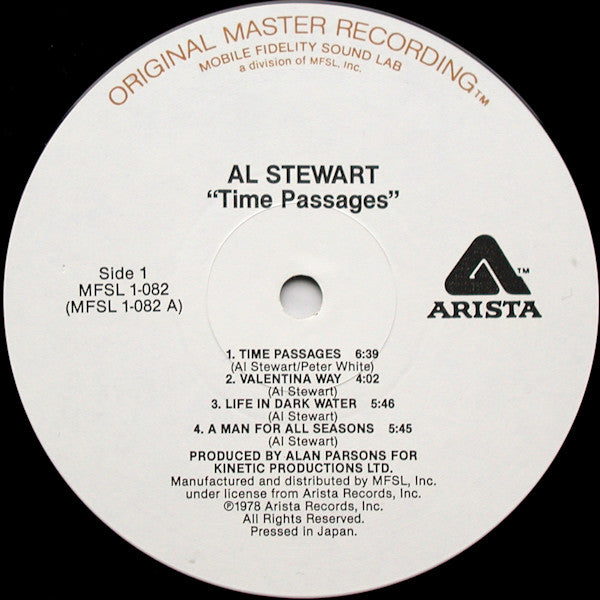 ORIGINAL MASTER RECORDING™
MOBILE FIDELITY SOUND LAB
a division of MFSL, Inc.
AL STEWART
“Time Passages”
Side 1
MFSL 1-082
(MFSL 1-082 A)
™
ARISTA
1. TIME PASSAGES 6:39
(Al Stewart/Peter White)
2. VALENTINA WAY 4:02
(Al Stewart)
3. LIFE IN DARK WATER 5:46
(Al Stewart)
4. A MAN FOR ALL SEASONS 5:45
(Al Stewart)
PRODUCED BY ALAN PARSONS FOR
KINETIC PRODUCTIONS LTD.
Manufactured and distributed by MFSL, Inc.
under license from Arista Records, Inc.
℗1978 Arista Records, Inc.
All Rights Reserved.
Pressed in Japan.